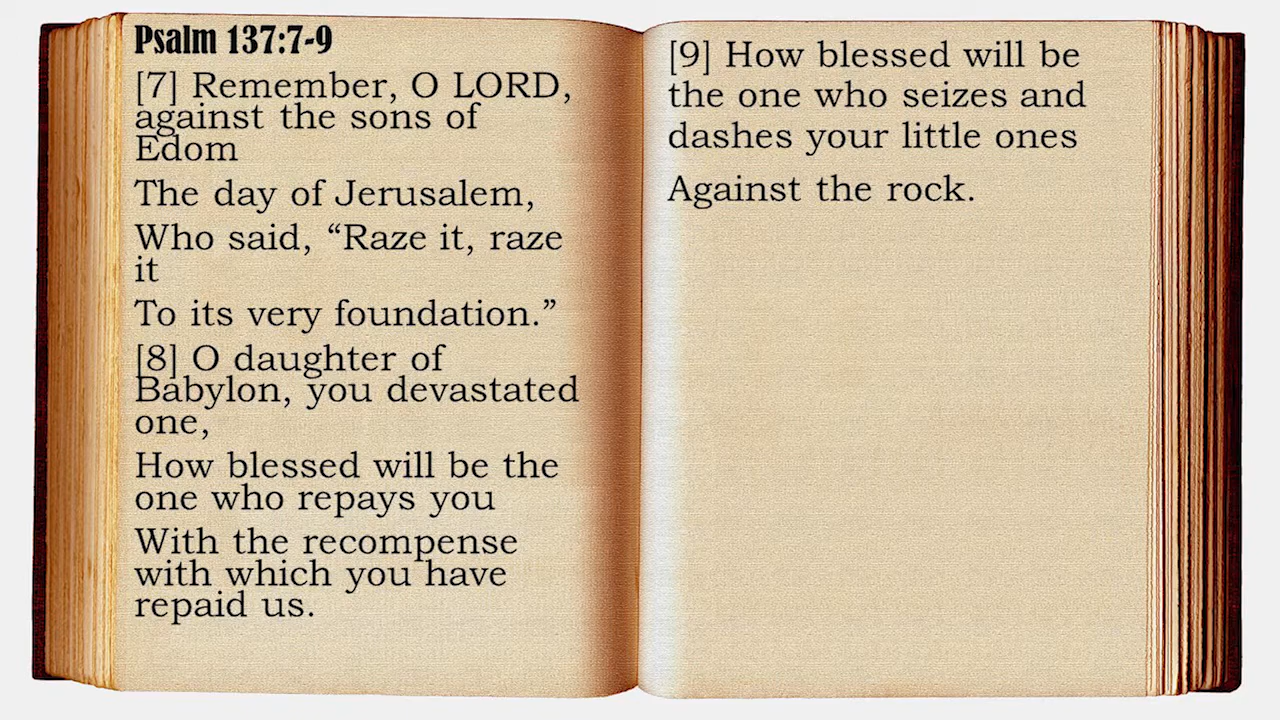 Psalm 137:7-9
[7] Remember, O LORD,
against the sons of
Edom
The day of Jerusalem,
Who said, “Raze it, raze
it
To its very foundation.”
[8] O daughter of
Babylon, you devastated
one,
How blessed will be the
one who repays you
With the recompense
with which you have
repaid us.
[9] How blessed will be
the one who seizes and
dashes your little ones
Against the rock.